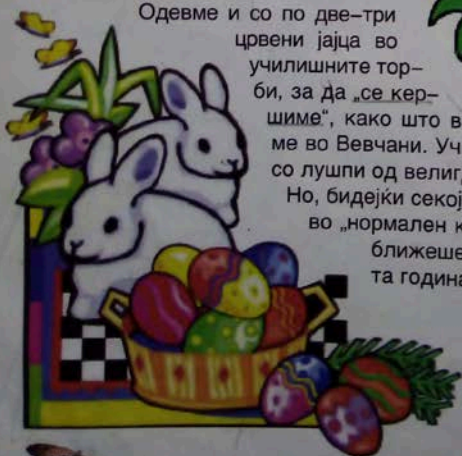 Одевме и со по две–три
црвени јајца во
училишните тор–
би, за да „се кер–
шиме“, како што в
ме во Вевчани. Уч
со лушпи од велиг
Но, бидејќи секој
во „нормален к
ближеше
та година